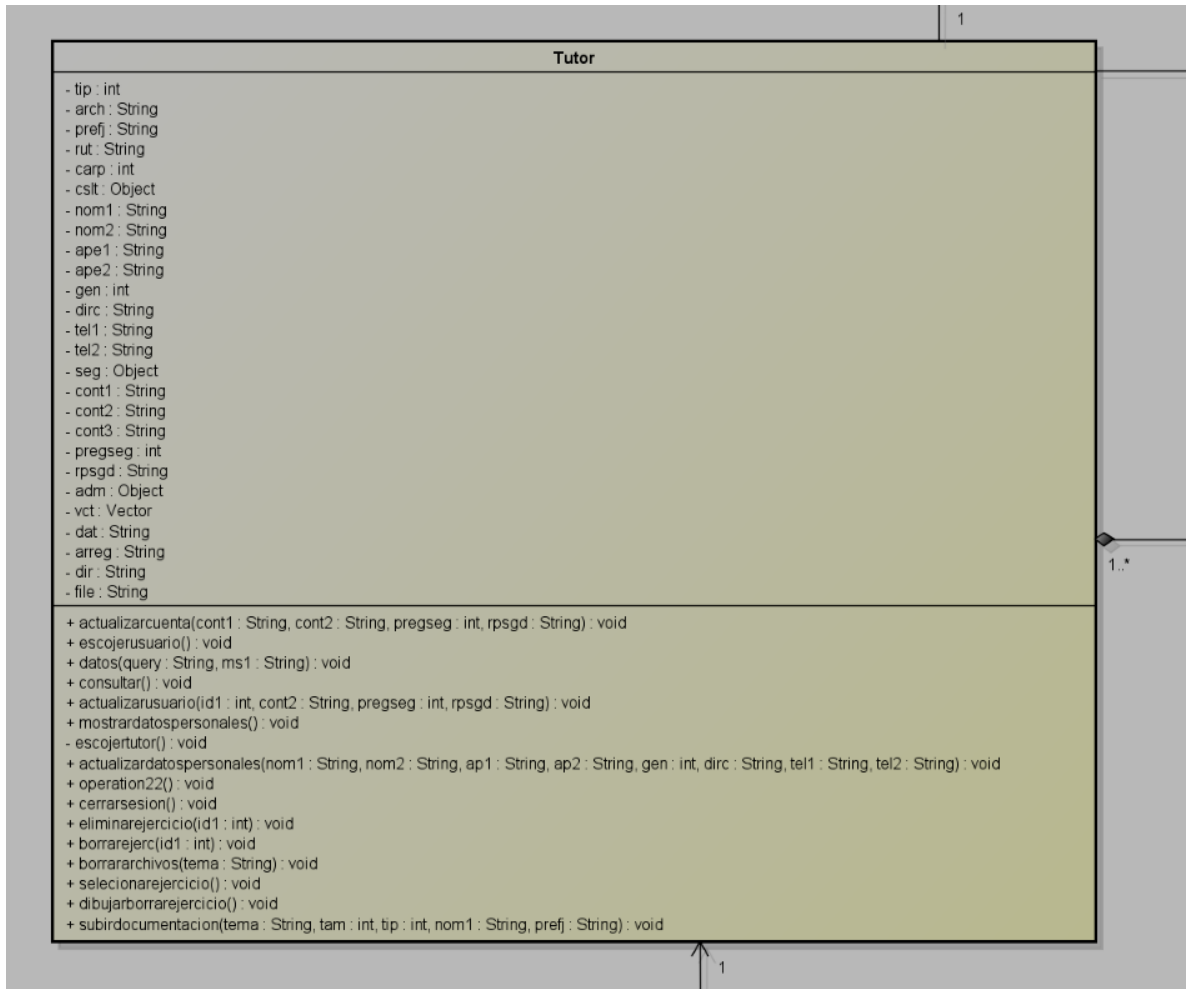 1
Tutor
- tip : int
- arch : String
- prefj : String
- rut : String
- carp : int
- cslt : Object
- nom1 : String
- nom2 : String
- ape1 : String
- ape2 : String
- gen : int
- dirc : String
- tel1 : String
- tel2 : String
- seg : Object
- cont1 : String
- cont2 : String
- cont3 : String
- pregseg : int
- rpsgd : String
- adm : Object
- vct : Vector
- dat : String
- arreg : String
- dir : String
- file : String
1..*
+ actualizarcuenta(cont1 : String, cont2 : String, pregseg : int, rpsgd : String) : void
+ escojerusuario() : void
+ datos(query : String, ms1 : String) : void
+ consultar() : void
+ actualizarusuario(id1 : int, cont2 : String, pregseg : int, rpsgd : String) : void
+ mostrardatospersonales() : void
- escojertutor() : void
+ actualizardatospersonales(nom1 : String, nom2 : String, ap1 : String, ap2 : String, gen : int, dirc : String, tel1 : String, tel2 : String) : void
+ operation22() : void
+ cerrarsesion() : void
+ eliminarejercicio(id1 : int) : void
+ borrarejerc(id1 : int) : void
+ borrararchivos(tema : String) : void
+ selecionarejercicio() : void
+ dibujarborrarejercicio() : void
+ subirdocumentacion(tema : String, tam : int, tip : int, nom1 : String, prefj : String) : void
1